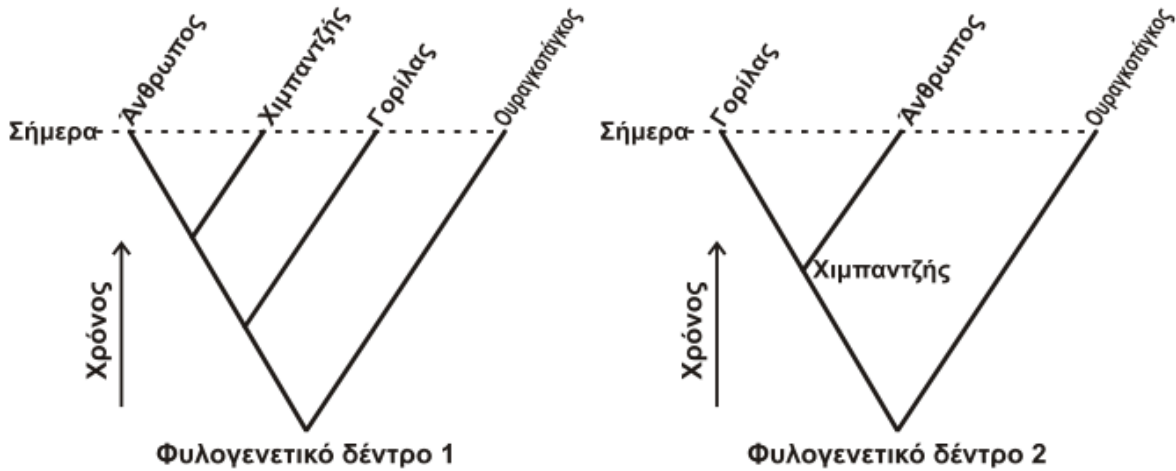 Άνθρωπος
Χιμπαντζής
Γορίλας
Ουραγκοτάγκος
Σήμερα
Χρόνος
Φυλογενετικό δέντρο 1
Γορίλας
Άνθρωπος
Ουραγκοτάγκος
Σήμερα
Χιμπαντζής
Χρόνος
Φυλογενετικό δέντρο 2